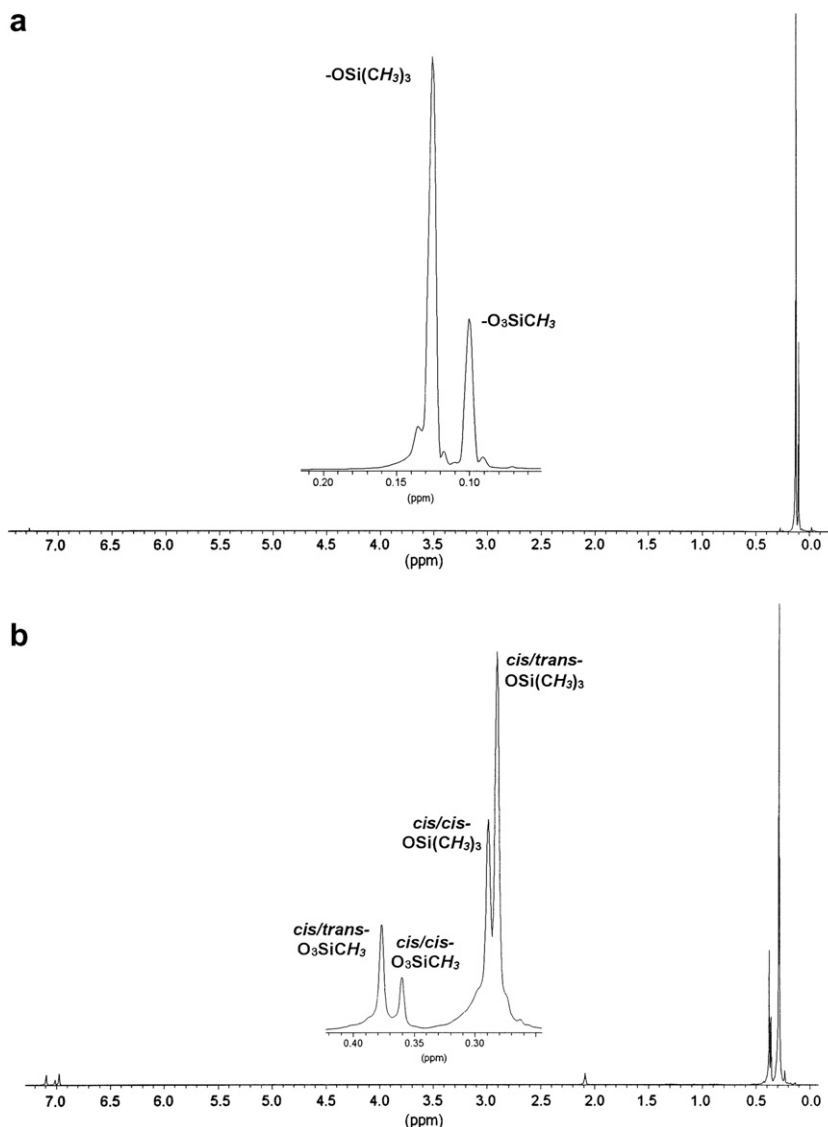 a
-OSi(CH₃)₃
-O₃SiCH₃
0.20 0.15 0.10
(ppm)
7.0 6.5 6.0 5.5 5.0 4.5 4.0 3.5 3.0 2.5 2.0 1.5 1.0 0.5 0.0
(ppm)
b
cis/trans-
OSi(CH₃)₃
cis/cis-
OSi(CH₃)₃
cis/trans-
O₃SiCH₃
cis/cis-
O₃SiCH₃
0.40 0.35 0.30
(ppm)
7.0 6.5 6.0 5.5 5.0 4.5 4.0 3.5 3.0 2.5 2.0 1.5 1.0 0.5 0.0
(ppm)